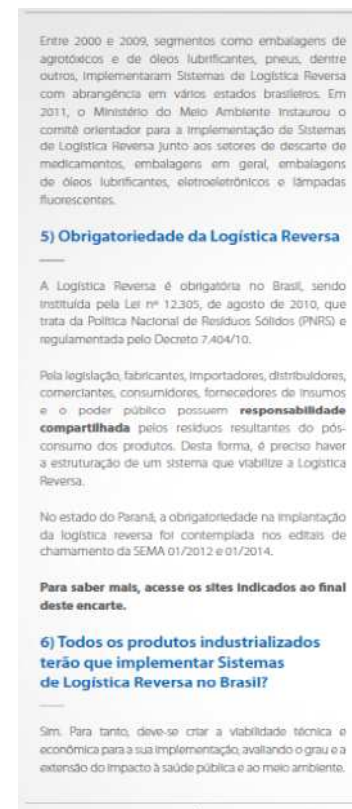 Entre 2000 e 2009, segmentos como embalagens de
agrotóxicos e de óleos lubrificantes, pneus, dentre
outros, implementaram Sistemas de Logística Reversa
com abrangência em vários estados brasileiros. Em
2011, o Ministério do Meio Ambiente instaurou o
comitê orientador para a implementação de Sistemas
de Logística Reversa junto aos setores de descarte de
medicamentos, embalagens em geral, embalagens
de óleos lubrificantes, eletroeletrônicos e lâmpadas
fluorescentes.
5) Obrigatoriedade da Logística Reversa
A Logística Reversa é obrigatória no Brasil, sendo
instituída pela Lei nº 12.305, de agosto de 2010, que
trata da Política Nacional de Resíduos Sólidos (PNRS) e
regulamentada pelo Decreto 7.404/10.
Pela legislação, fabricantes, importadores, distribuidores,
comerciantes, consumidores, fornecedores de insumos
e o poder público possuem responsabilidade
compartilhada pelos resíduos resultantes do pós-
consumo dos produtos. Desta forma, é preciso haver
a estruturação de um sistema que viabilize a Logística
Reversa.
No estado do Paraná, a obrigatoriedade na implantação
da logística reversa foi contemplada nos editais de
chamamento da SEMA 01/2012 e 01/2014.
Para saber mais, acesse os sites indicados ao final
deste encarte.
6) Todos os produtos industrializados
terão que implementar Sistemas
de Logística Reversa no Brasil?
Sim. Para tanto, deve-se criar a viabilidade técnica e
econômica para a sua implementação, avaliando o grau e a
extensão do impacto à saúde pública e ao meio ambiente.